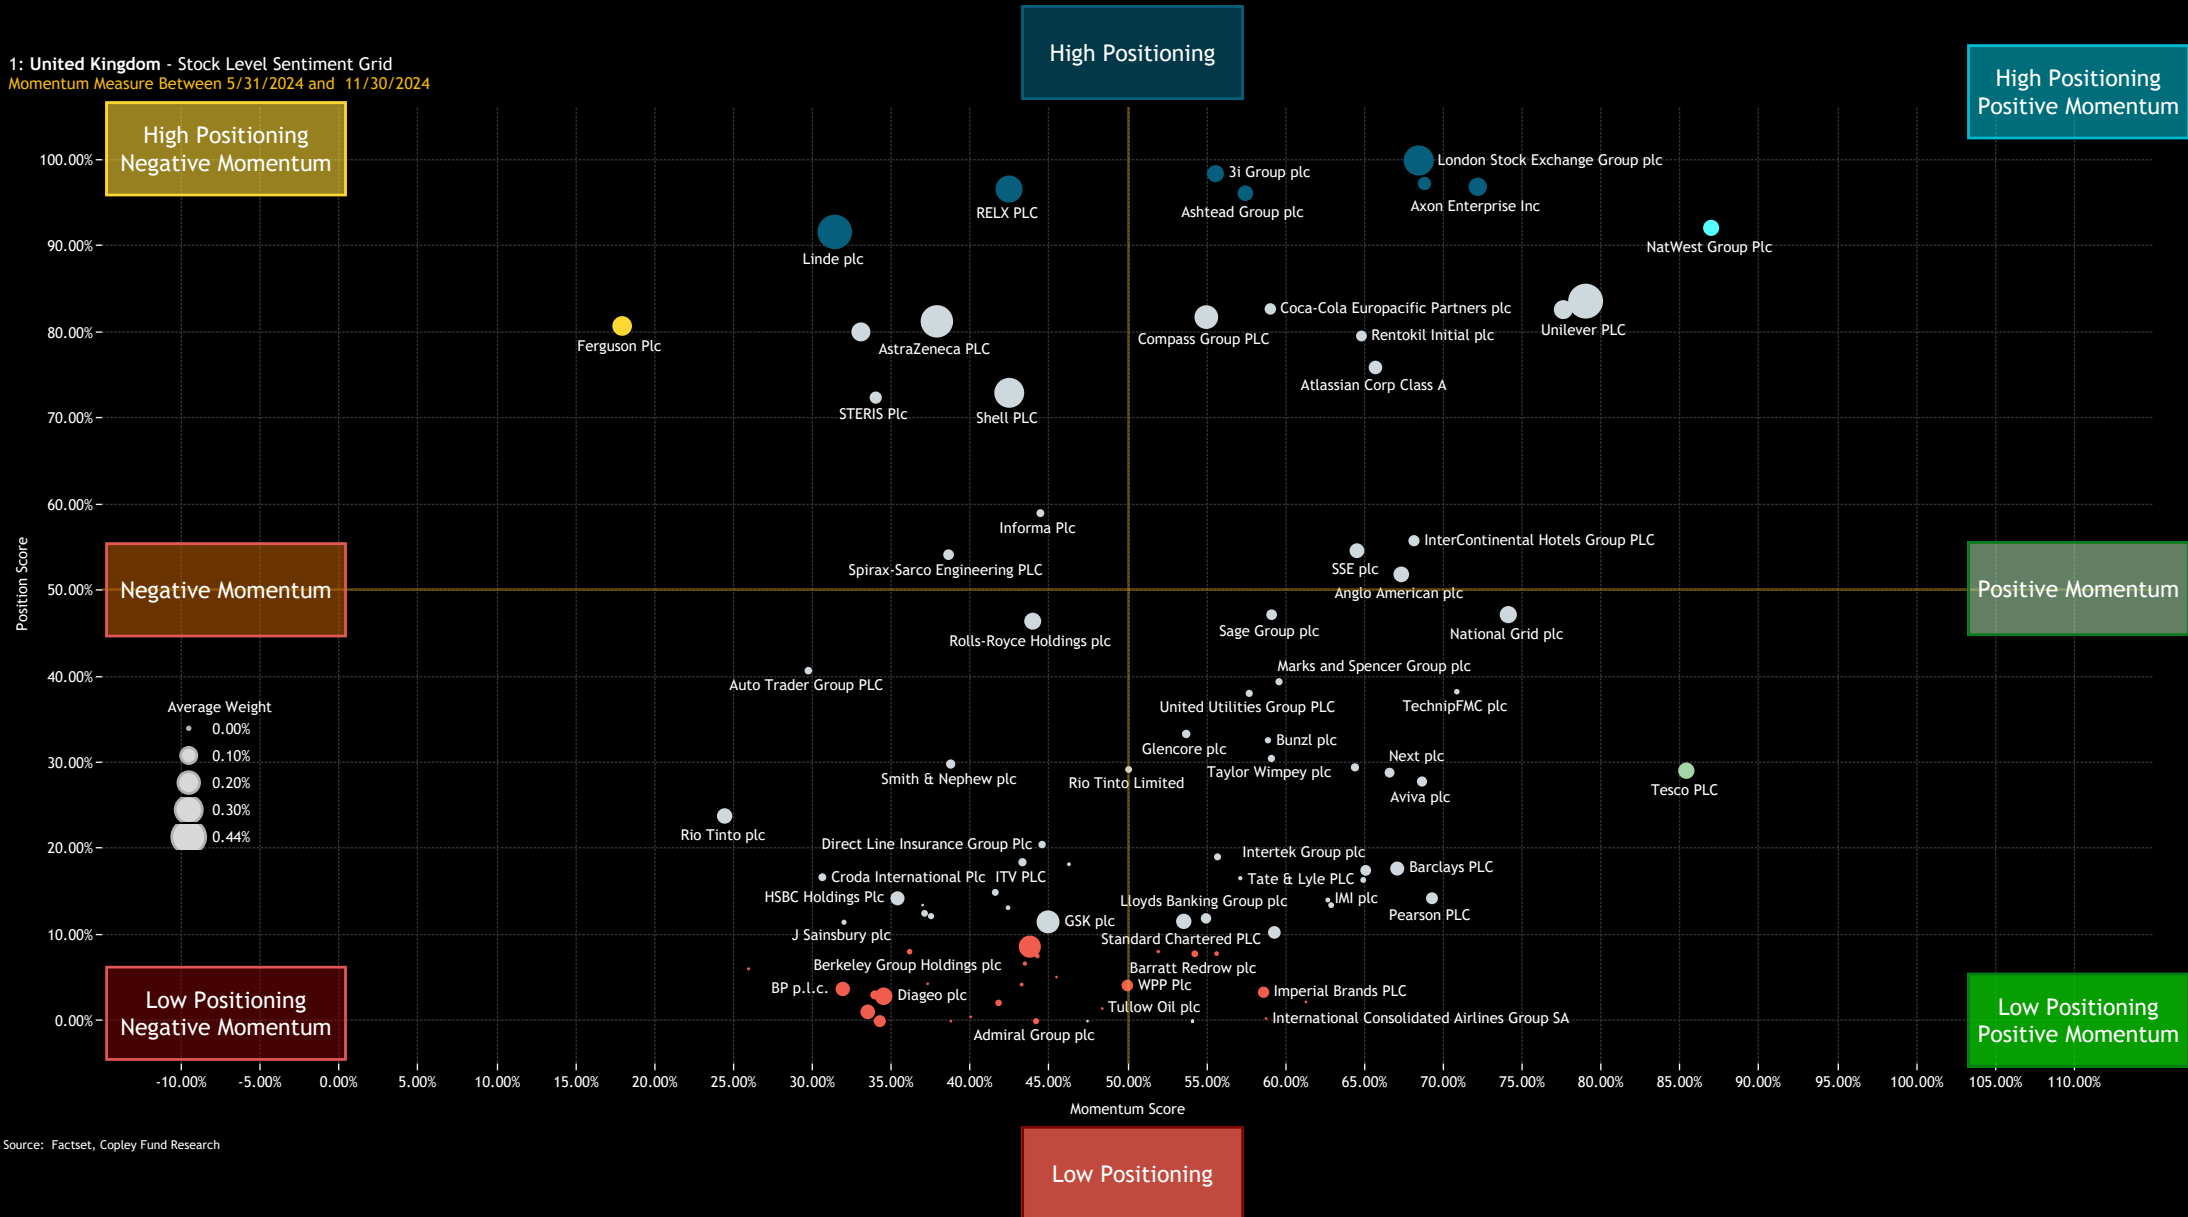 High Positioning
1: United Kingdom - Stock Level Sentiment Grid
Momentum Measure Between 5/31/2024 and 11/30/2024
High Positioning
Positive Momentum
High Positioning
Negative Momentum
100.00%
90.00%
80.00%
70.00%
60.00%
50.00%
40.00%
30.00%
20.00%
10.00%
0.00%
Position Score
London Stock Exchange Group plc
3i Group plc
Axon Enterprise Inc
RELX PLC
Ashtead Group plc
NatWest Group Plc
Linde plc
Coca-Cola Europacific Partners plc
Unilever PLC
Compass Group PLC
Rentokil Initial plc
Ferguson Plc
AstraZeneca PLC
Atlassian Corp Class A
STERIS Plc
Shell PLC
Informa Plc
InterContinental Hotels Group PLC
Spirax-Sarco Engineering PLC
SSE plc
Anglo American plc
Negative Momentum
Positive Momentum
Rolls-Royce Holdings plc
Sage Group plc
National Grid plc
Marks and Spencer Group plc
Auto Trader Group PLC
United Utilities Group PLC
TechnipFMC plc
Average Weight
0.00%
0.10%
0.20%
0.30%
0.44%
Glencore plc
Bunzl plc
Next plc
Smith & Nephew plc
Rio Tinto Limited
Taylor Wimpey plc
Aviva plc
Tesco PLC
Rio Tinto plc
Direct Line Insurance Group Plc
Intertek Group plc
Barclays PLC
Croda International Plc
ITV PLC
Tate & Lyle PLC
HSBC Holdings Plc
Lloyds Banking Group plc
IMI plc
Pearson PLC
GSK plc
J Sainsbury plc
Standard Chartered PLC
Berkeley Group Holdings plc
Barratt Redrow plc
BP p.l.c.
Diageo plc
WPP Plc
Imperial Brands PLC
Tullow Oil plc
International Consolidated Airlines Group SA
Admiral Group plc
Low Positioning
Negative Momentum
Low Positioning
Positive Momentum
-10.00%
-5.00%
0.00%
5.00%
10.00%
15.00%
20.00%
25.00%
30.00%
35.00%
40.00%
45.00%
50.00%
55.00%
60.00%
65.00%
70.00%
75.00%
80.00%
85.00%
90.00%
95.00%
100.00%
105.00%
110.00%
Momentum Score
Source: Factset, Copley Fund Research
Low Positioning